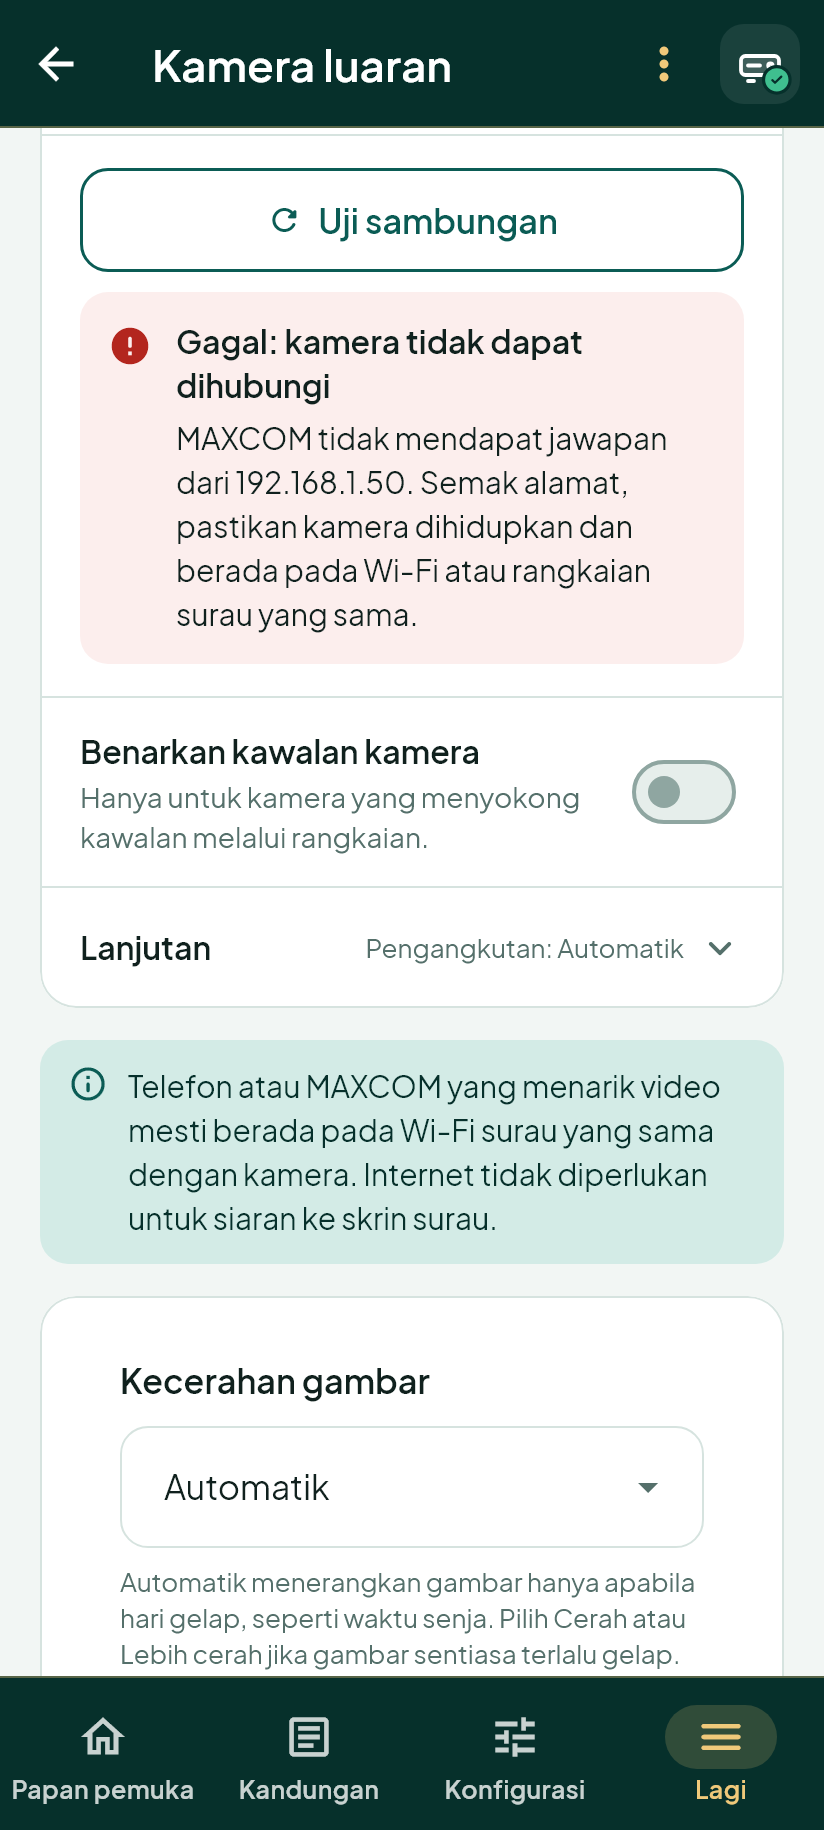 Kamera luaran
Uji sambungan
Gagal: kamera tidak dapat
dihubungi
MAXCOM tidak mendapat jawapan
dari 192.168.1.50. Semak alamat,
pastikan kamera dihidupkan dan
berada pada Wi-Fi atau rangkaian
surau yang sama.
Benarkan kawalan kamera
Hanya untuk kamera yang menyokong
kawalan melalui rangkaian.
Lanjutan
Pengangkutan: Automatik
Telefon atau MAXCOM yang menarik video
mesti berada pada Wi-Fi surau yang sama
dengan kamera. Internet tidak diperlukan
untuk siaran ke skrin surau.
Kecerahan gambar
Automatik
Automatik menerangkan gambar hanya apabila
hari gelap, seperti waktu senja. Pilih Cerah atau
Lebih cerah jika gambar sentiasa terlalu gelap.
Papan pemuka
Kandungan
Konfigurasi
Lagi